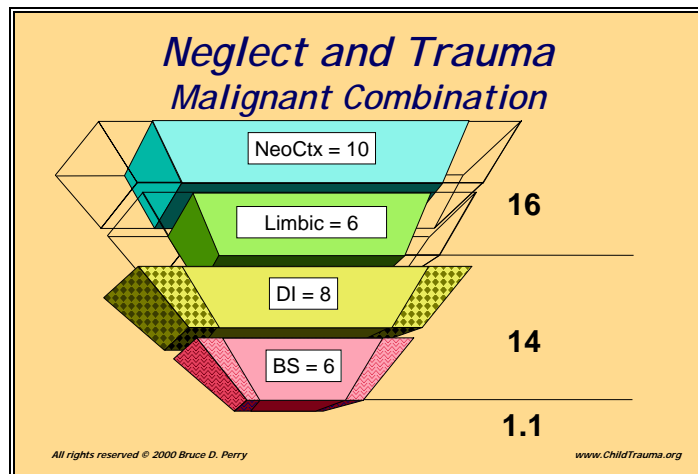 Neglect and Trauma
Malignant Combination
NeoCtx = 10
16
Limbic = 6
DI = 8
14
BS = 6
1.1
All rights reserved © 2000 Bruce D. Perry
www.ChildTrauma.org